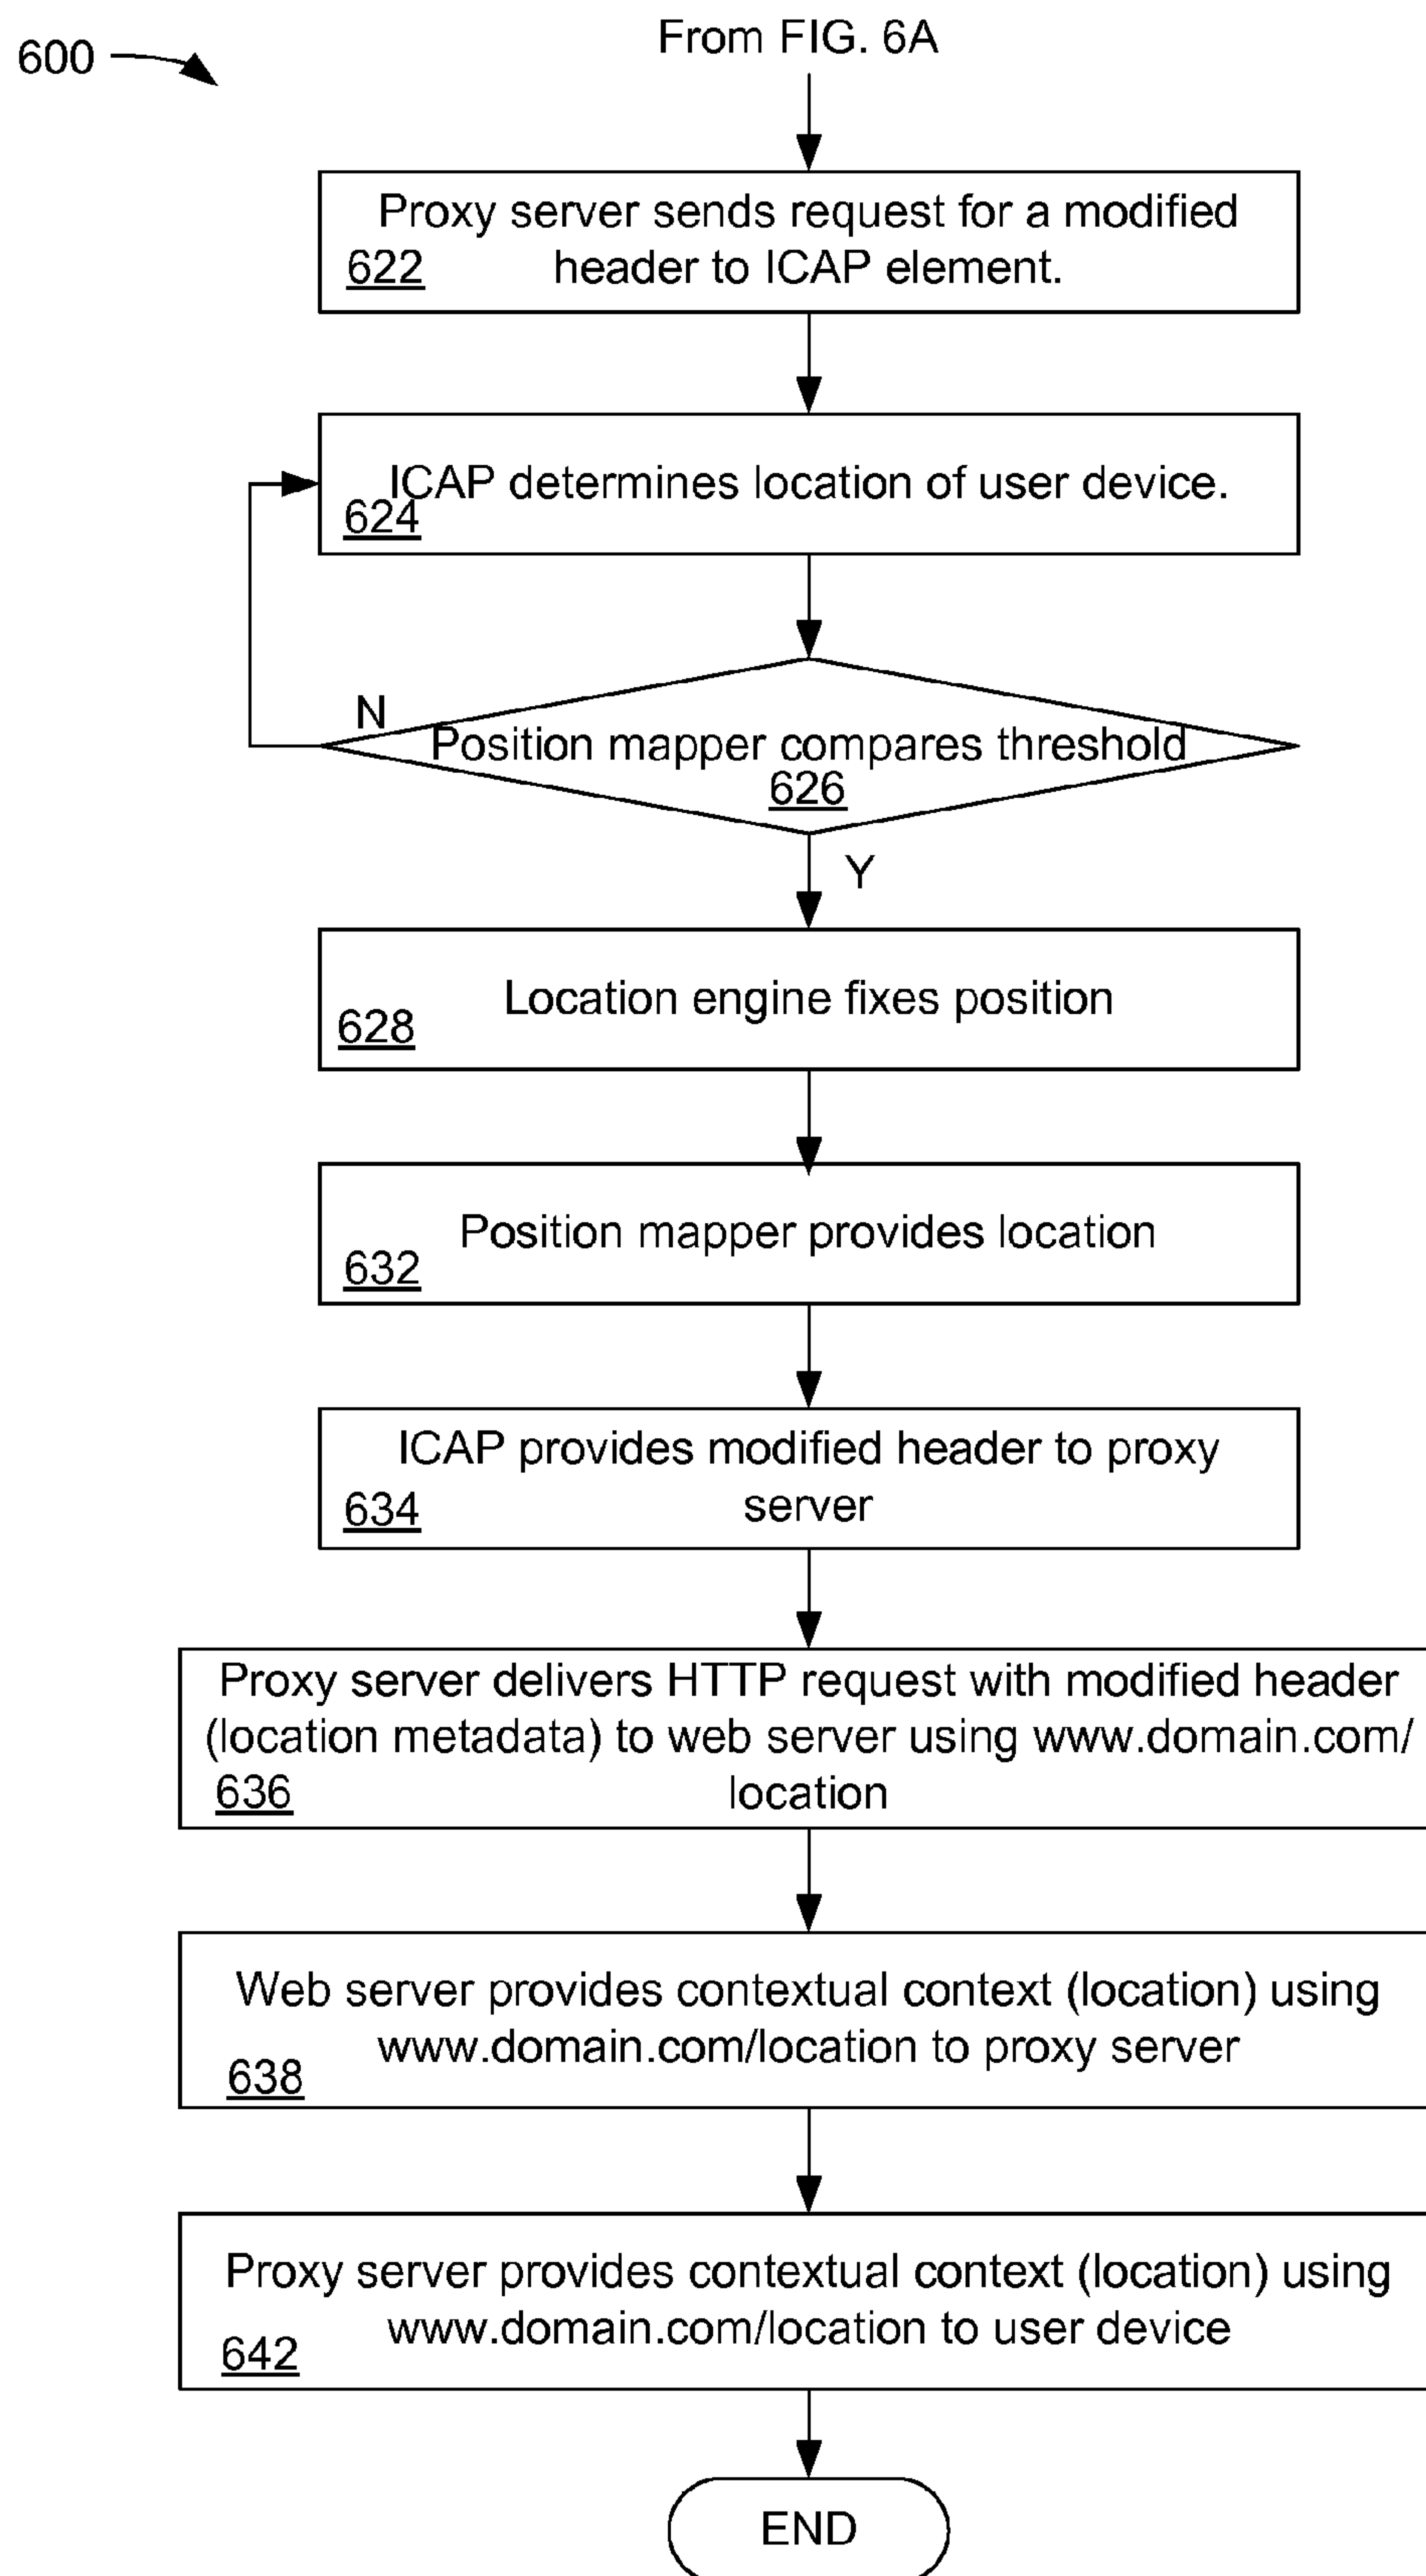 From FIG. 6A
600
Proxy server sends request for a modified
622 header to ICAP element.
ICAP determines location of user device.
624
N
Position mapper compares threshold
626
Y
Location engine fixes position
628
Position mapper provides location
632
ICAP provides modified header to proxy
634 server
Proxy server delivers HTTP request with modified header
(location metadata) to web server using www.domain.com/
636 location
Web server provides contextual context (location) using
www.domain.com/location to proxy server
638
Proxy server provides contextual context (location) using
www.domain.com/location to user device
642
END